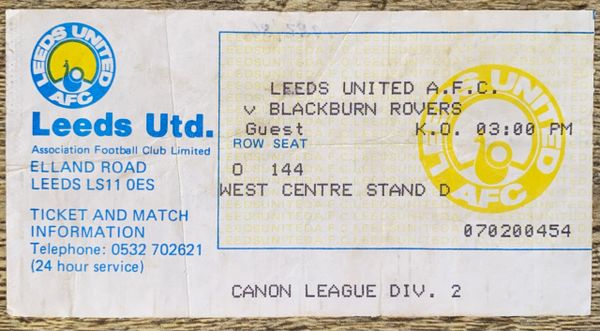 LEEDS UNITED AFC
Leeds Utd.
Association Football Club Limited
ELLAND ROAD
LEEDS LS11 0ES
TICKET AND MATCH
INFORMATION
Telephone: 0532 702621
(24 hour service)
LEEDS UNITED A.F.C.
v BLACKBURN ROVERS
Guest K.O. 03:00 PM
ROW SEAT
O 144
WEST CENTRE STAND D
LEEDS UNITED AFC
070200454
CANON LEAGUE DIV. 2